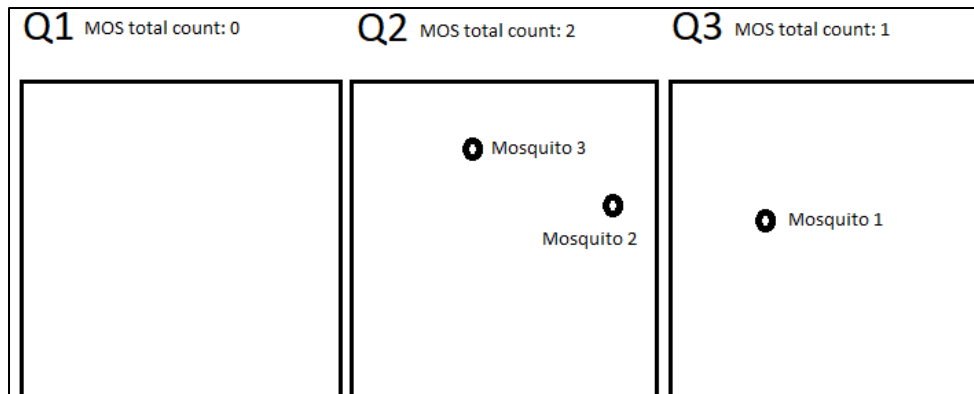 Q1 MOS total count: 0
Q2 MOS total count: 2
Q3 MOS total count: 1
Mosquito 3
Mosquito 2
Mosquito 1